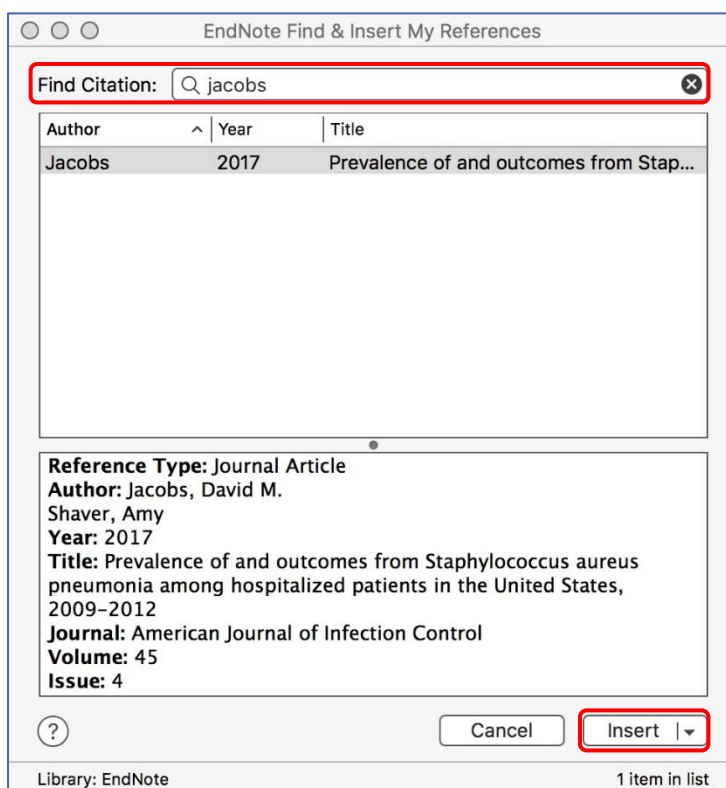 EndNote Find & Insert My References
Find Citation: jacobs
Author Year Title
Jacobs 2017 Prevalence of and outcomes from Stap...
Reference Type: Journal Article
Author: Jacobs, David M.
Shaver, Amy
Year: 2017
Title: Prevalence of and outcomes from Staphylococcus aureus
pneumonia among hospitalized patients in the United States,
2009–2012
Journal: American Journal of Infection Control
Volume: 45
Issue: 4
? Cancel Insert
Library: EndNote 1 item in list